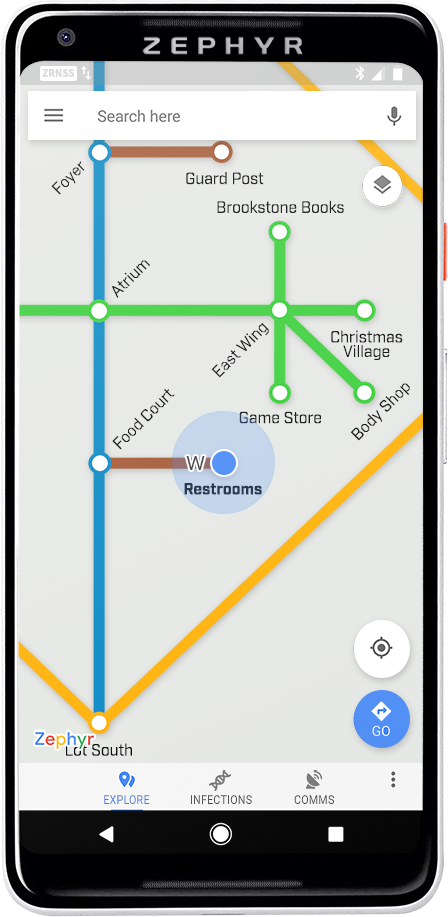 ZEPHYR
ZRNSS
Search here
Foyer
Guard Post
Brookstone Books
Atrium
East Wing
Christmas
Village
Game Store
Body Shop
Food Court
W
Restrooms
GO
Zephyr
Lot South
EXPLORE
INFECTIONS
COMMS